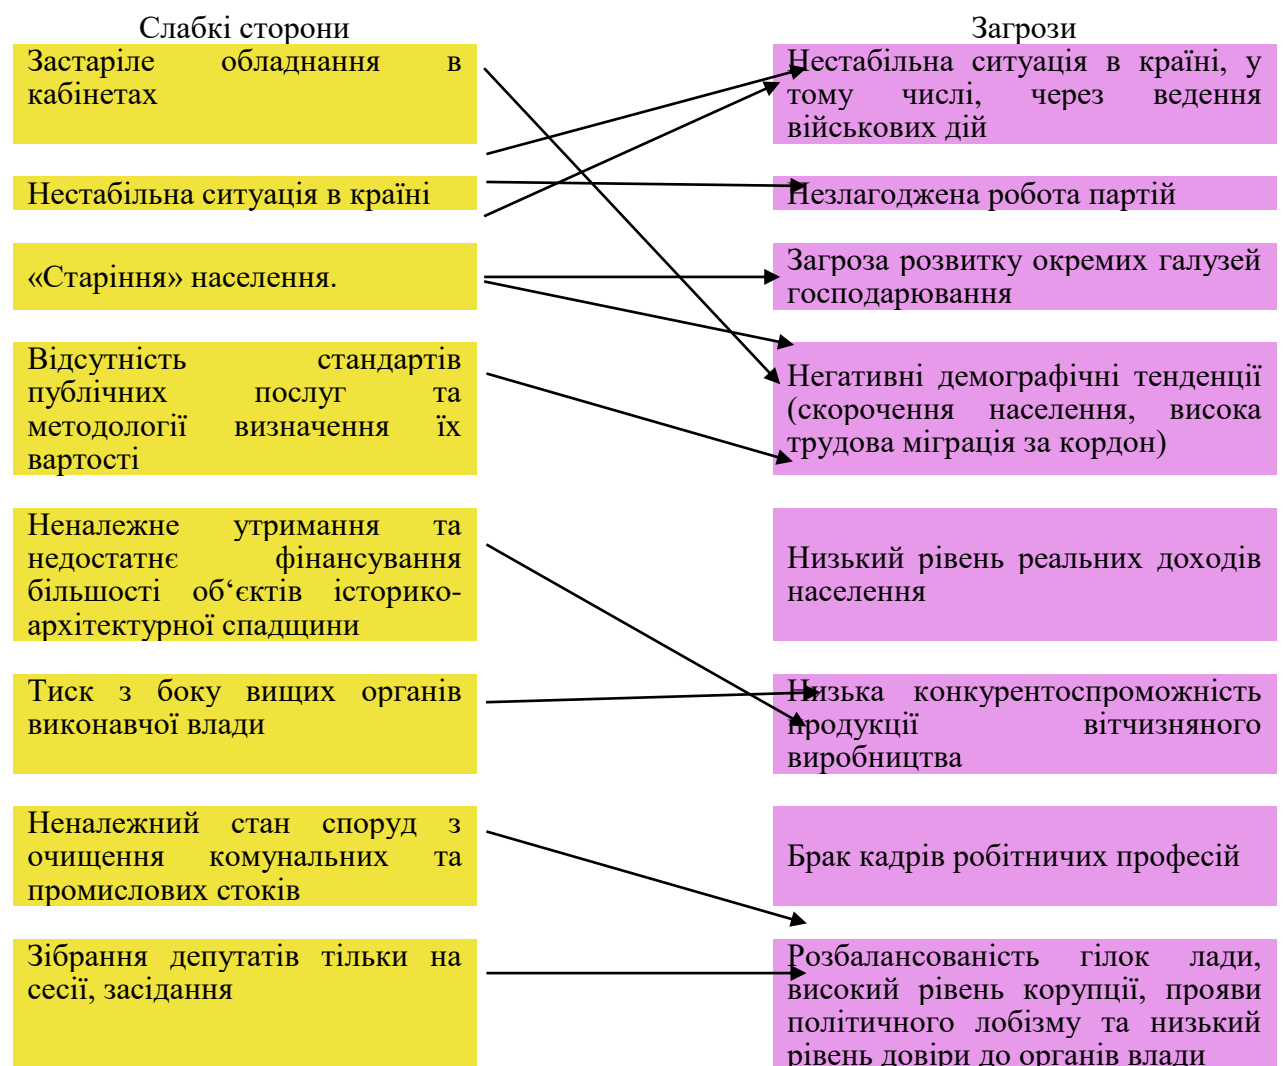 Слабкі сторони
Застаріле обладнання в
кабінетах
Нестабільна ситуація в країні
«Старіння» населення.
Відсутність стандартів
публічних послуг та
методології визначення їх
вартості
Неналежне утримання та
недостатнє фінансування
більшості об‘єктів історико-
архітектурної спадщини
Тиск з боку вищих органів
виконавчої влади
Неналежний стан споруд з
очищення комунальних та
промислових стоків
Зібрання депутатів тільки на
сесії, засідання
Загрози
Нестабільна ситуація в країні, у
тому числі, через ведення
військових дій
Незлагоджена робота партій
Загроза розвитку окремих галузей
господарювання
Негативні демографічні тенденції
(скорочення населення, висока
трудова міграція за кордон)
Низький рівень реальних доходів
населення
Низька конкурентоспроможність
продукції вітчизняного
виробництва
Брак кадрів робітничих професій
Розбалансованість гілок лади,
високий рівень корупції, прояви
політичного лобізму та низький
рівень довіри до органів влади